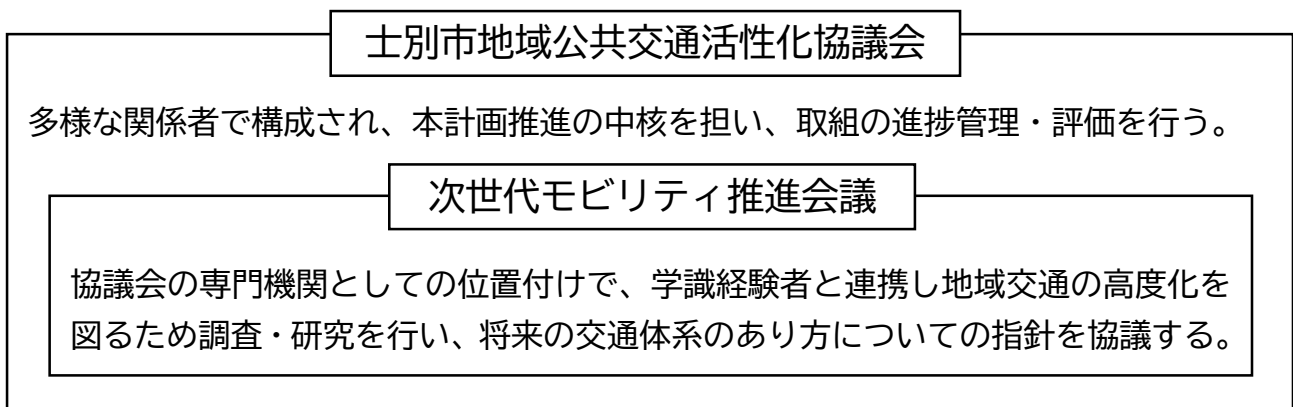 士別市地域公共交通活性化協議会
多様な関係者で構成され、本計画推進の中核を担い、取組の進捗管理・評価を行う。
次世代モビリティ推進会議
協議会の専門機関としての位置付けで、学識経験者と連携し地域交通の高度化を
図るため調査・研究を行い、将来の交通体系のあり方についての指針を協議する。